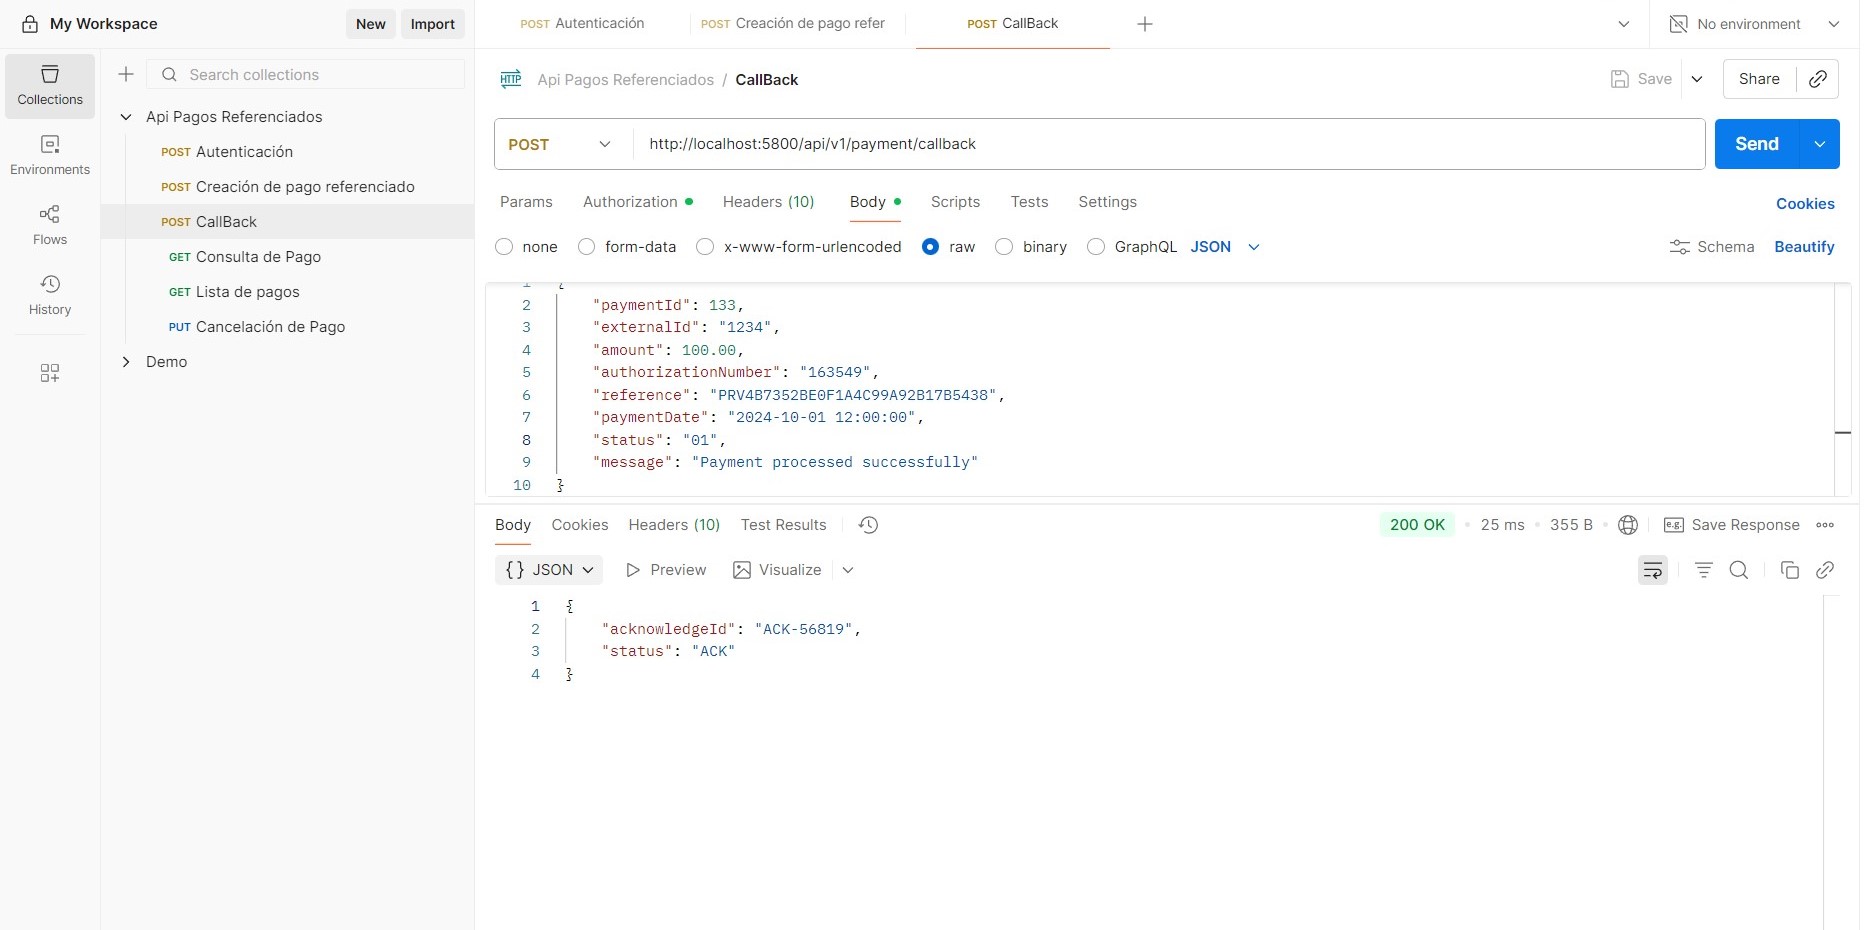 My Workspace
New
Import
POST Autenticación
POST Creación de pago refer
POST CallBack
No environment
Collections
Environments
Flows
History
Search collections
Api Pagos Referenciados
POST Autenticación
POST Creación de pago referenciado
POST CallBack
GET Consulta de Pago
GET Lista de pagos
PUT Cancelación de Pago
Demo
HTTP Api Pagos Referenciados / CallBack
Save
Share
POST
http://localhost:5800/api/v1/payment/callback
Send
Params Authorization Headers (10) Body Scripts Tests Settings
Cookies
none form-data x-www-form-urlencoded raw binary GraphQL JSON
Schema Beautify
1 {
2 "paymentId": 133,
3 "externalId": "1234",
4 "amount": 100.00,
5 "authorizationNumber": "163549",
6 "reference": "PRV4B7352BE0F1A4C99A92B17B5438",
7 "paymentDate": "2024-10-01 12:00:00",
8 "status": "01",
9 "message": "Payment processed successfully"
10 }
Body Cookies Headers (10) Test Results
200 OK • 25 ms • 355 B •
e.g. Save Response
{} JSON Preview Visualize
1 {
2 "acknowledgeId": "ACK-56819",
3 "status": "ACK"
4 }